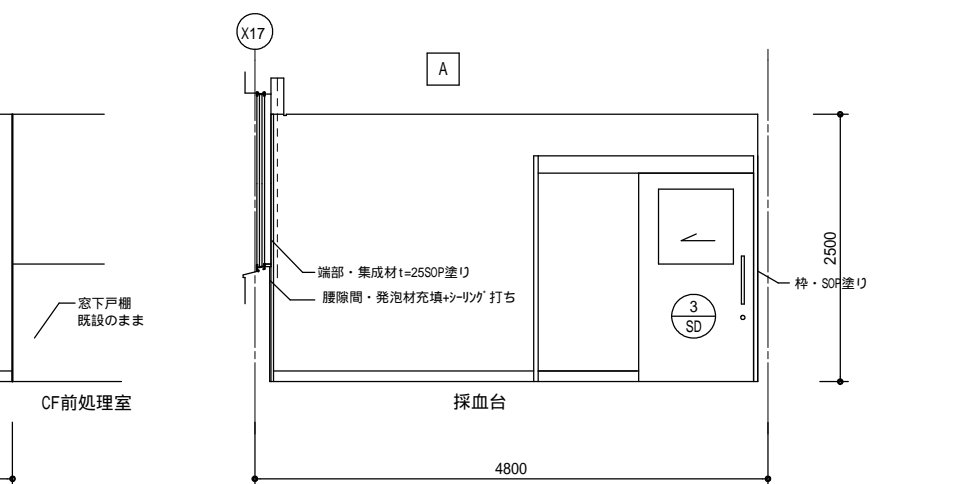 X17
A
端部・集成材t=25SOP塗り
腰隙間・発泡材充填+ｼｰﾘﾝｸﾞ打ち
窓下戸棚
既設のまま
2500
枠・SOP塗り
3
SD
CF前処理室
採血台
4800